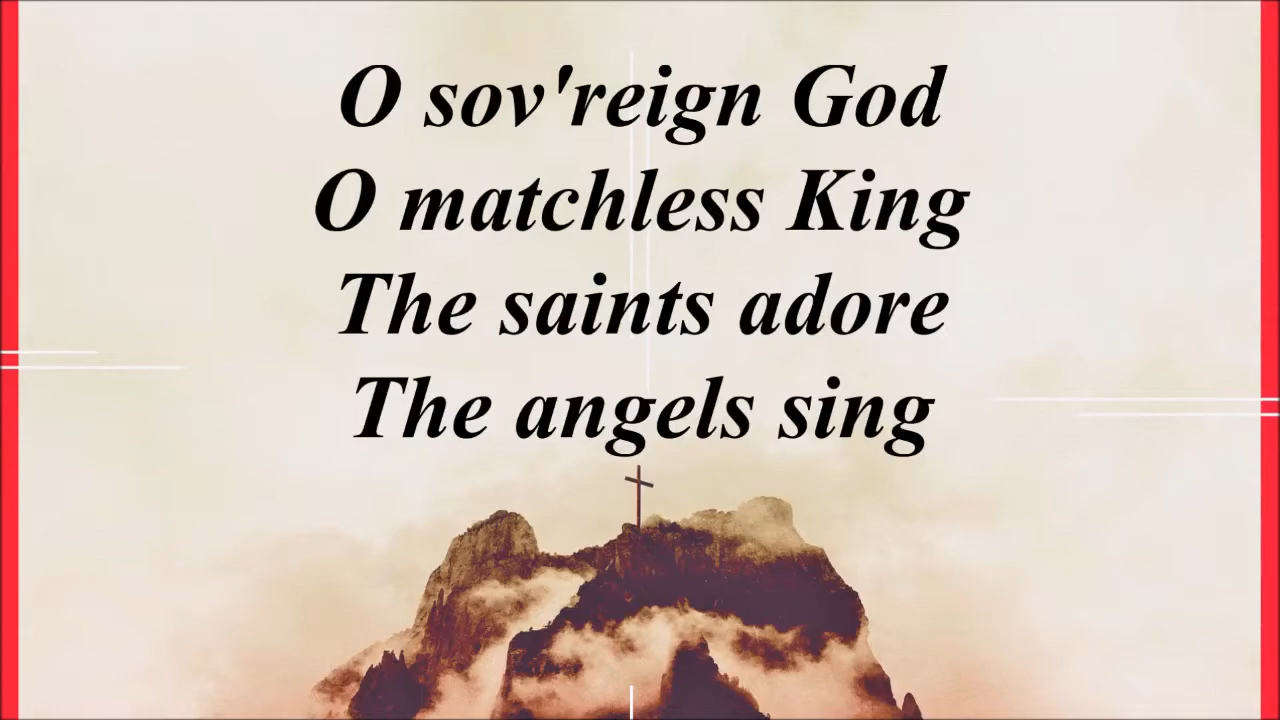 O sov'reign God
O matchless King
The saints adore
The angels sing